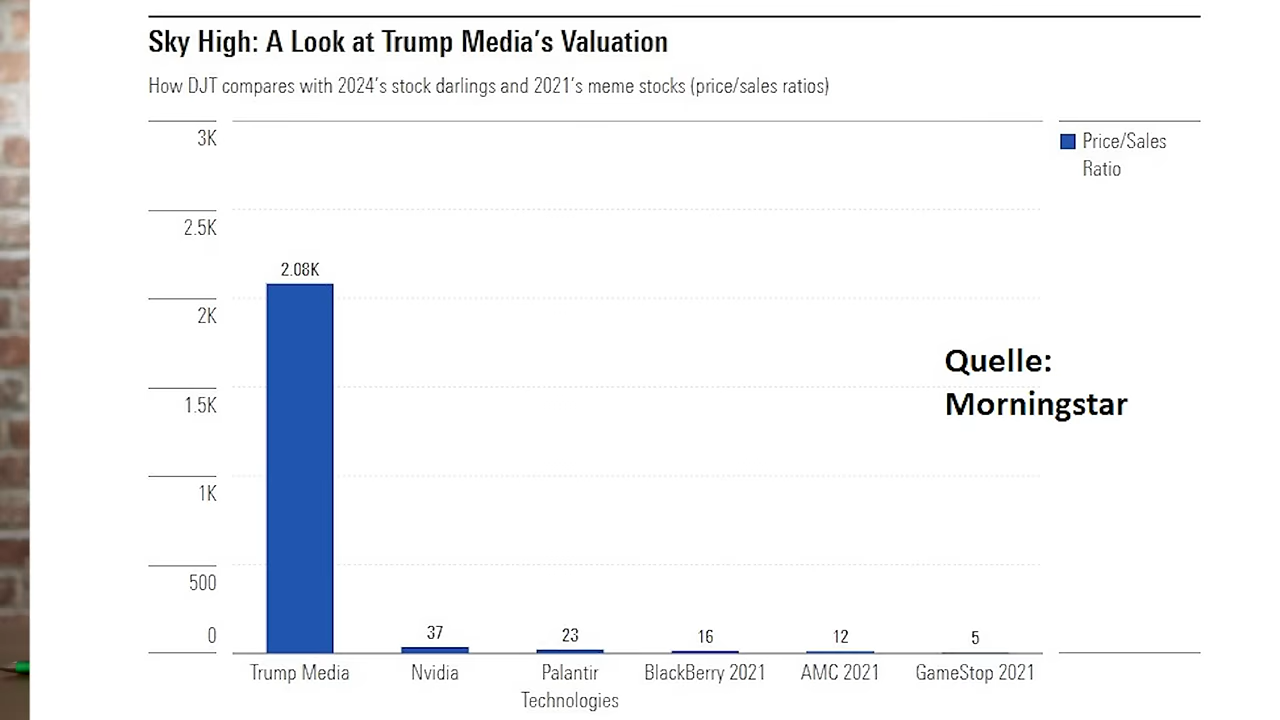 Sky High: A Look at Trump Media's Valuation
How DJT compares with 2024's stock darlings and 2021's meme stocks (price/sales ratios)
3K
2.5K
2K
1.5K
1K
500
0
Price/Sales
Ratio
2.08K
37
23
16
12
5
Quelle:
Morningstar
Trump Media
Nvidia
Palantir
Technologies
BlackBerry 2021
AMC 2021
GameStop 2021